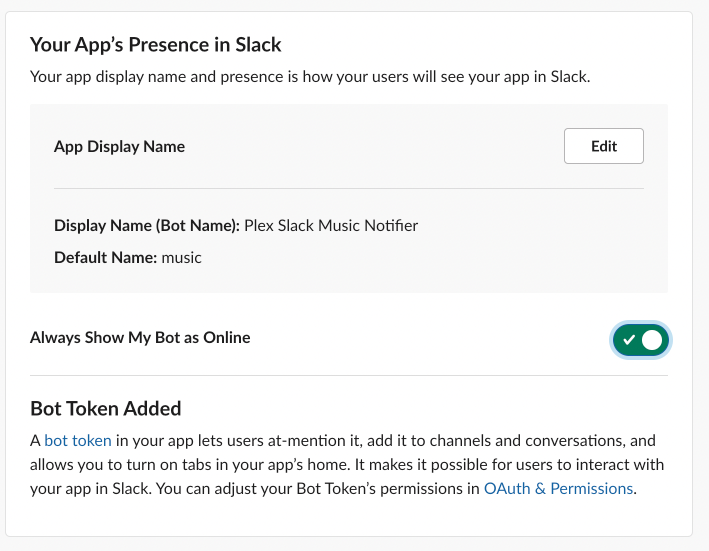 Your App’s Presence in Slack
Your app display name and presence is how your users will see your app in Slack.
App Display Name
Edit
Display Name (Bot Name): Plex Slack Music Notifier
Default Name: music
Always Show My Bot as Online
Bot Token Added
A bot token in your app lets users at-mention it, add it to channels and conversations, and
allows you to turn on tabs in your app’s home. It makes it possible for users to interact with
your app in Slack. You can adjust your Bot Token’s permissions in OAuth & Permissions.